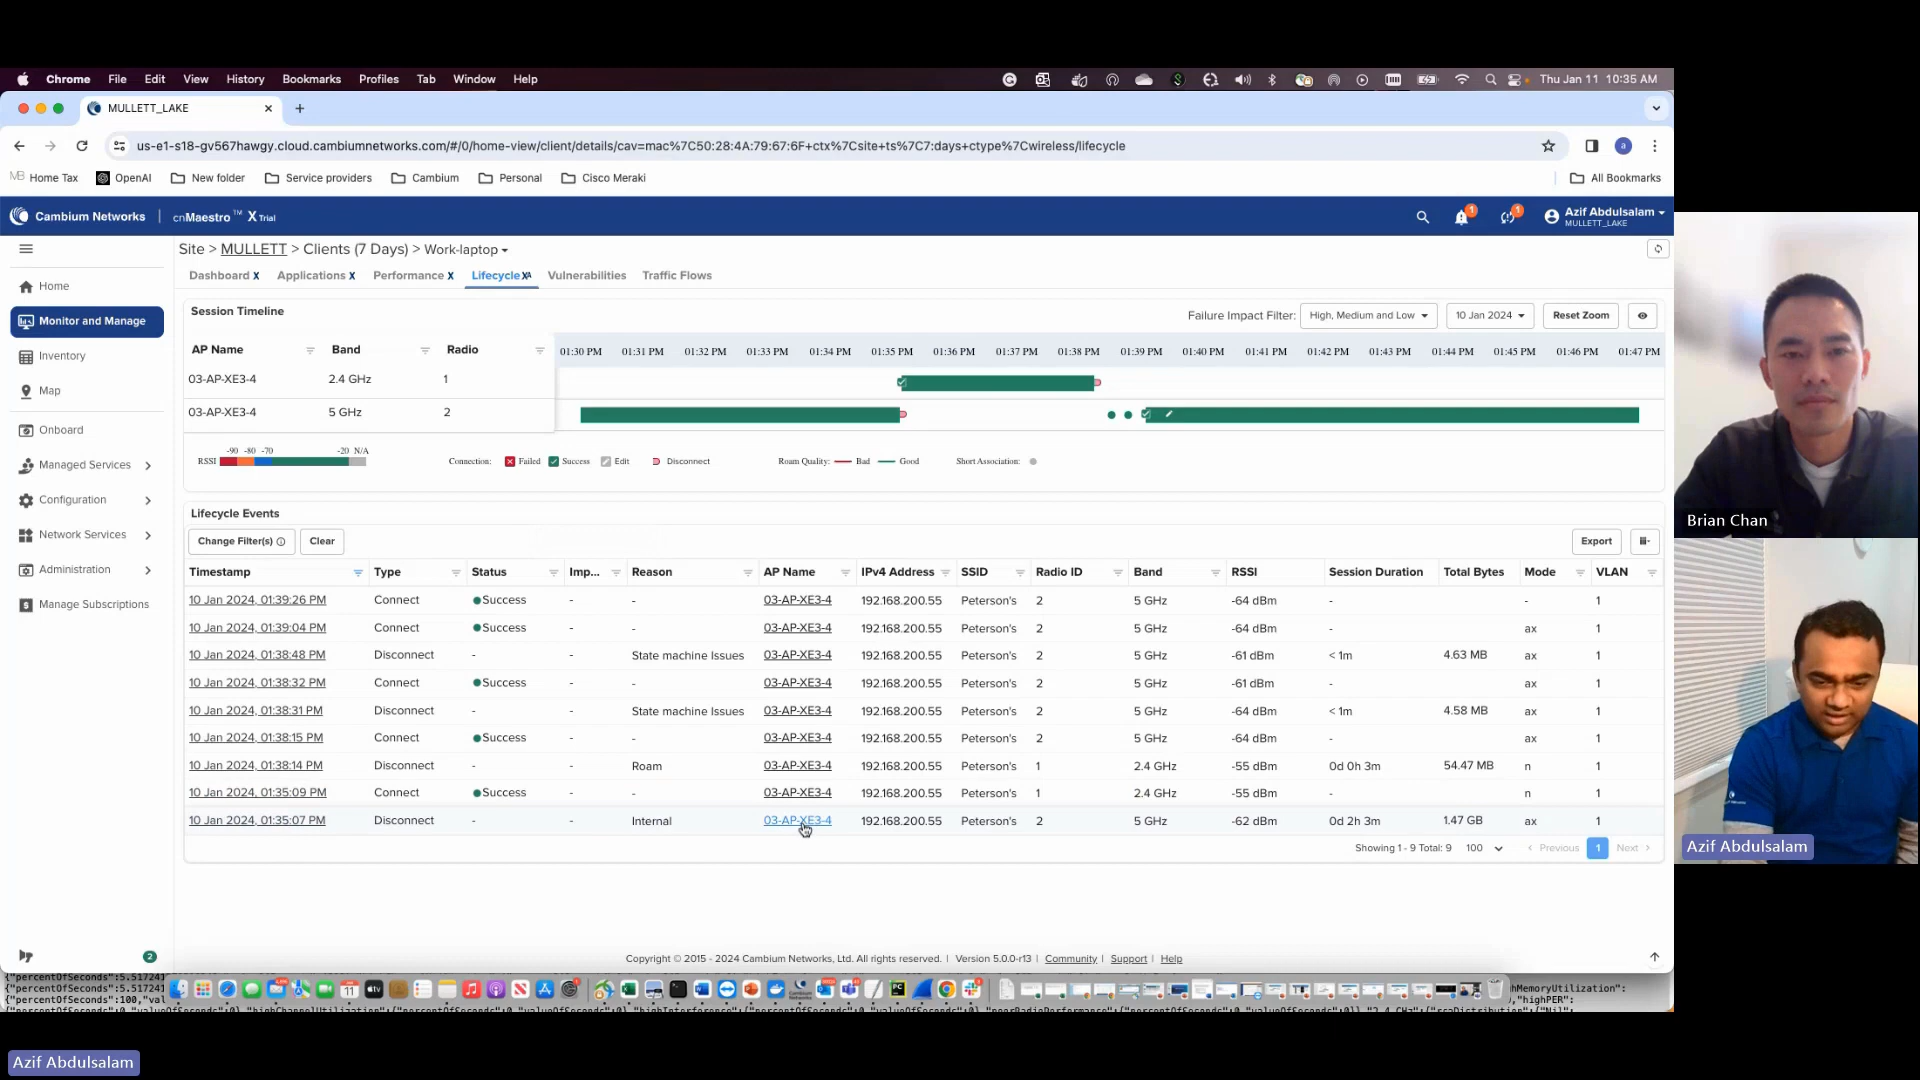 Chrome File Edit View History Bookmarks Profiles Tab Window Help Thu Jan 11 10:35 AM
MULLETT_LAKE
us-e1-s18-gv567hawgy.cloud.cambiumnetworks.com/#/0/home-view/client/details/cav=mac%7C50:28:4A:79:67:6F+ctx%7Csite+ts%7C7:days+ctype%7Cwireless/lifecycle
Home Tax OpenAI New folder Service providers Cambium Personal Cisco Meraki All Bookmarks
Cambium Networks | cnMaestro™ X Trial 1 1 Azif Abdulsalam
MULLETT_LAKE
Site > MULLETT > Clients (7 Days) > Work-laptop
Dashboard X Applications X Performance X Lifecycle Vulnerabilities Traffic Flows
Home
Monitor and Manage
Inventory
Map
Onboard
Managed Services
Configuration
Network Services
Administration
Manage Subscriptions
2
Session Timeline Failure Impact Filter: High, Medium and Low 10 Jan 2024 Reset Zoom
AP Name Band Radio 01:30 PM 01:31 PM 01:32 PM 01:33 PM 01:34 PM 01:35 PM 01:36 PM 01:37 PM 01:38 PM 01:39 PM 01:40 PM 01:41 PM 01:42 PM 01:43 PM 01:44 PM 01:45 PM 01:46 PM 01:47 PM
03-AP-XE3-4 2.4 GHz 1
03-AP-XE3-4 5 GHz 2
-90 -80 -70 -20 N/A
RSSI Connection: Failed Success Edit Disconnect Roam Quality: Bad Good Short Association:
Lifecycle Events
Change Filter(s) Clear Export
Timestamp Type Status Imp... Reason AP Name IPv4 Address SSID Radio ID Band RSSI Session Duration Total Bytes Mode VLAN
10 Jan 2024, 01:39:26 PM Connect Success - - 03-AP-XE3-4 192.168.200.55 Peterson's 2 5 GHz -64 dBm - - 1
10 Jan 2024, 01:39:04 PM Connect Success - - 03-AP-XE3-4 192.168.200.55 Peterson's 2 5 GHz -64 dBm - ax 1
10 Jan 2024, 01:38:48 PM Disconnect - - State machine Issues 03-AP-XE3-4 192.168.200.55 Peterson's 2 5 GHz -61 dBm < 1m 4.63 MB ax 1
10 Jan 2024, 01:38:32 PM Connect Success - - 03-AP-XE3-4 192.168.200.55 Peterson's 2 5 GHz -61 dBm - ax 1
10 Jan 2024, 01:38:31 PM Disconnect - - State machine Issues 03-AP-XE3-4 192.168.200.55 Peterson's 2 5 GHz -64 dBm < 1m 4.58 MB ax 1
10 Jan 2024, 01:38:15 PM Connect Success - - 03-AP-XE3-4 192.168.200.55 Peterson's 2 5 GHz -64 dBm - ax 1
10 Jan 2024, 01:38:14 PM Disconnect - - Roam 03-AP-XE3-4 192.168.200.55 Peterson's 1 2.4 GHz -55 dBm 0d 0h 3m 54.47 MB n 1
10 Jan 2024, 01:35:09 PM Connect Success - - 03-AP-XE3-4 192.168.200.55 Peterson's 1 2.4 GHz -55 dBm - n 1
10 Jan 2024, 01:35:07 PM Disconnect - - Internal 03-AP-XE3-4 192.168.200.55 Peterson's 2 5 GHz -62 dBm 0d 2h 3m 1.47 GB ax 1
Showing 1 - 9 Total: 9 100 < Previous 1 Next >
Copyright © 2015 - 2024 Cambium Networks, Ltd. All rights reserved. | Version 5.0.0-r13 | Community | Support | Help
Brian Chan
Azif Abdulsalam
Azif Abdulsalam